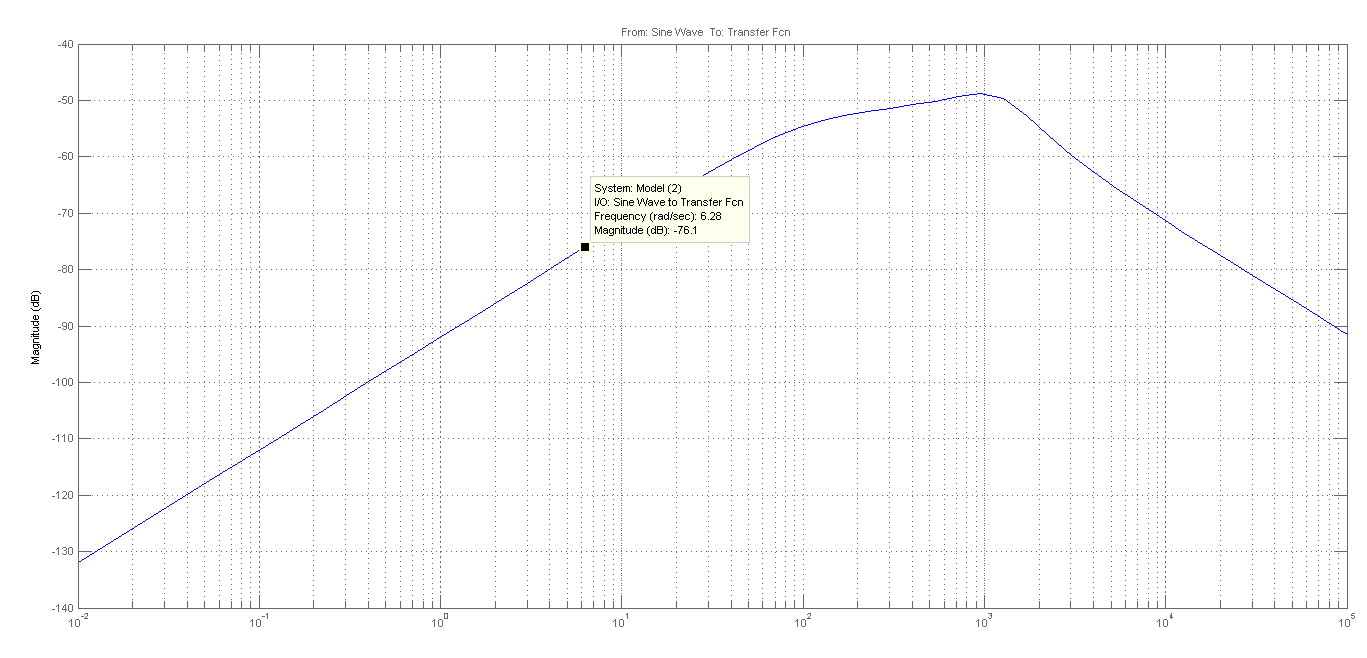 From: Sine Wave  To: Transfer Fcn
-40
-50
-60
-70
-80
-90
-100
-110
-120
-130
-140
Magnitude (dB)
System: Model (2)
I/O: Sine Wave to Transfer Fcn
Frequency (rad/sec): 6.28
Magnitude (dB): -76.1
10^-2 10^-1 10^0 10^1 10^2 10^3 10^4 10^5